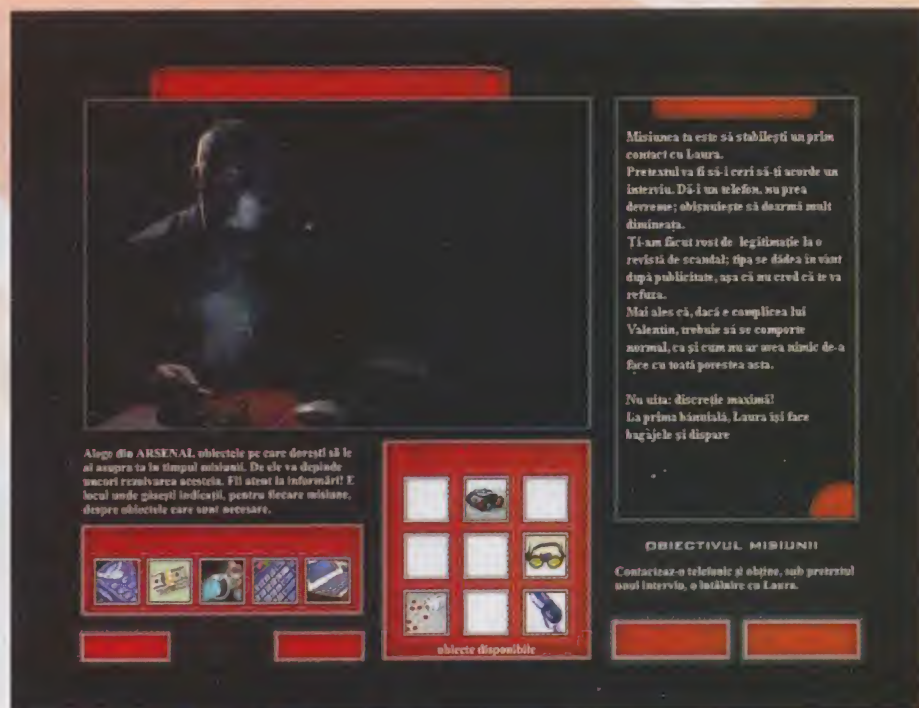 Misiunea ta este să stabilești un prim
contact cu Laura.
Pretextul va fi să-i ceri să-ți acorde un
interviu. Dă-i un telefon, nu prea
devreme; obișnuiește să doarmă mult
dimineața.
Ți-am făcut rost de legitimație la o
revistă de scandal; tipa se dădea în vânt
după publicitate, așa că nu cred că te va
refuza.
Mai ales că, dacă e complicea lui
Valentin, trebuie să se comporte
normal, ca și cum nu ar avea nimic de-a
face cu toată povestea asta.
Nu uita: discreție maximă!
La prima bănuială, Laura își face
bagajele și dispare
Alege din ARSENAL obiectele pe care dorești să le
ai asupra ta în timpul misiunii. De ele va depinde
uneori rezolvarea acesteia. Fii atent la informări! E
locul unde găsești indicații, pentru fiecare misiune,
despre obiectele care sunt necesare.
obiecte disponibile
OBIECTIVUL MISIUNII
Contacteaz-o telefonic și obține, sub pretextul
unui interviu, o întâlnire cu Laura.